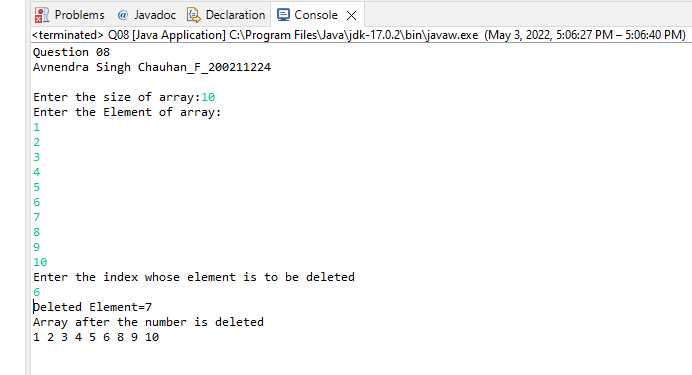 Problems @ Javadoc Declaration Console
<terminated> Q08 [Java Application] C:\Program Files\Java\jdk-17.0.2\bin\javaw.exe (May 3, 2022, 5:06:27 PM – 5:06:40 PM)
Question 08
Avnendra Singh Chauhan_F_200211224
Enter the size of array:10
Enter the Element of array:
1
2
3
4
5
6
7
8
9
10
Enter the index whose element is to be deleted
6
Deleted Element=7
Array after the number is deleted
1 2 3 4 5 6 8 9 10